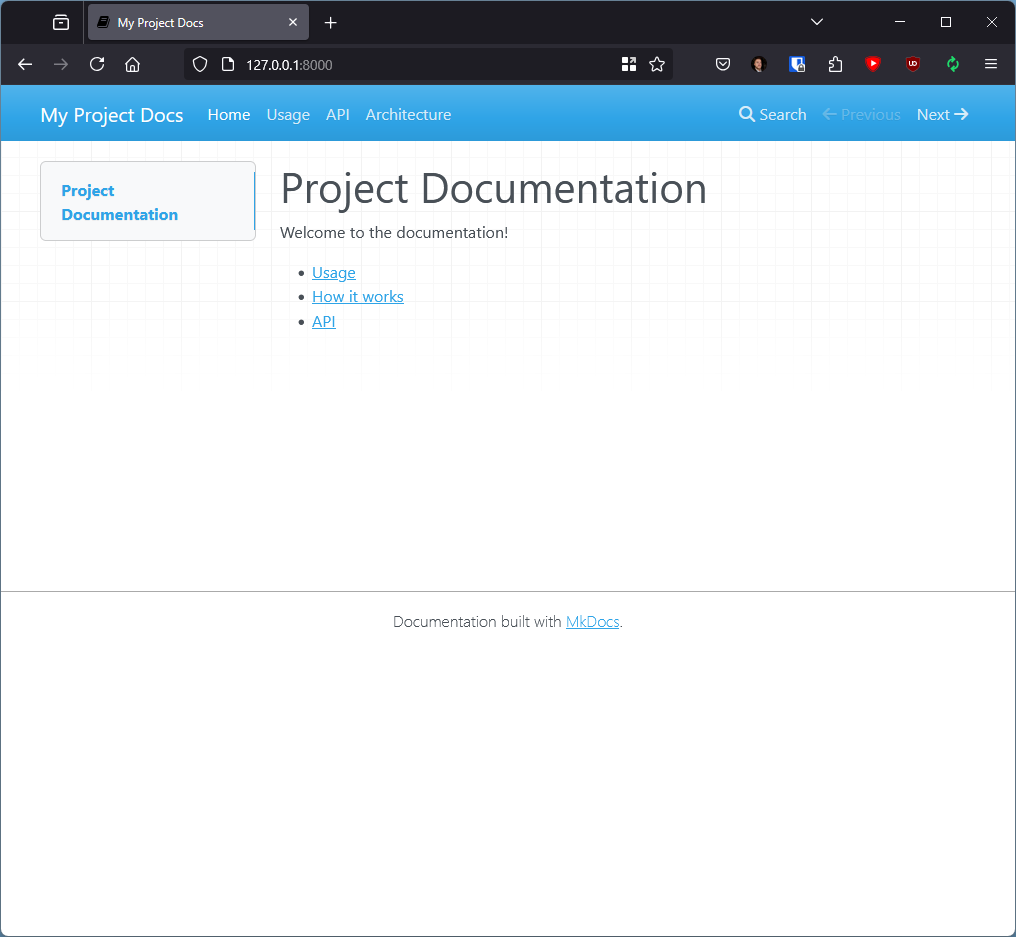 My Project Docs
127.0.0.1:8000
My Project Docs Home Usage API Architecture Search Previous Next
Project
Documentation
Project Documentation
Welcome to the documentation!
Usage
How it works
API
Documentation built with MkDocs.